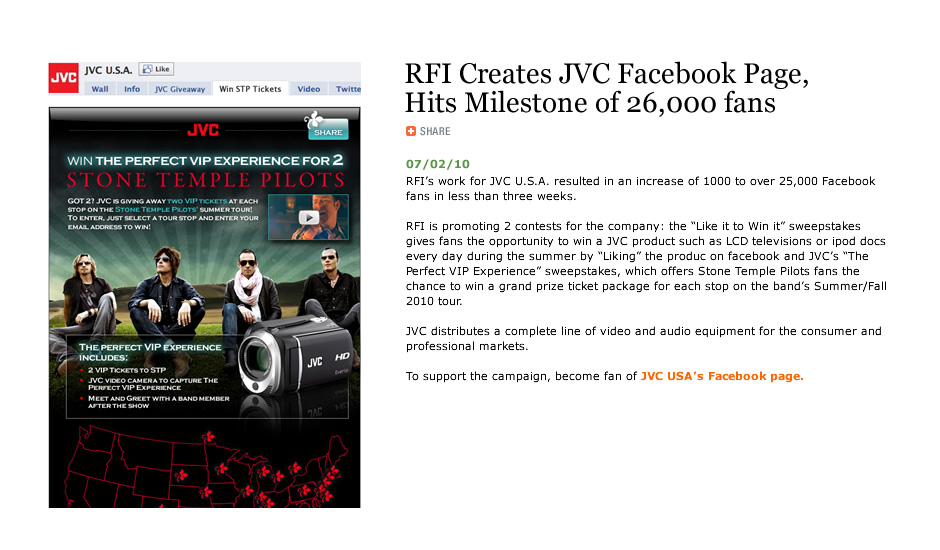 JVC
JVC U.S.A.
Like
Wall Info JVC Giveaway Win STP Tickets Video Twitte
JVC
SHARE
WIN THE PERFECT VIP EXPERIENCE FOR 2
STONE TEMPLE PILOTS
GOT 2? JVC IS GIVING AWAY TWO VIP TICKETS AT EACH
STOP ON THE STONE TEMPLE PILOTS' SUMMER TOUR!
TO ENTER, JUST SELECT A TOUR STOP AND ENTER YOUR
EMAIL ADDRESS TO WIN!
THE PERFECT VIP EXPERIENCE
INCLUDES:
2 VIP TICKETS TO STP
JVC VIDEO CAMERA TO CAPTURE THE
PERFECT VIP EXPERIENCE
MEET AND GREET WITH A BAND MEMBER
AFTER THE SHOW
JVC
HD
Everio
RFI Creates JVC Facebook Page,
Hits Milestone of 26,000 fans
SHARE
07/02/10
RFI’s work for JVC U.S.A. resulted in an increase of 1000 to over 25,000 Facebook
fans in less than three weeks.
RFI is promoting 2 contests for the company: the “Like it to Win it” sweepstakes
gives fans the opportunity to win a JVC product such as LCD televisions or ipod docs
every day during the summer by “Liking” the produc on facebook and JVC’s “The
Perfect VIP Experience” sweepstakes, which offers Stone Temple Pilots fans the
chance to win a grand prize ticket package for each stop on the band’s Summer/Fall
2010 tour.
JVC distributes a complete line of video and audio equipment for the consumer and
professional markets.
To support the campaign, become fan of JVC USA’s Facebook page.